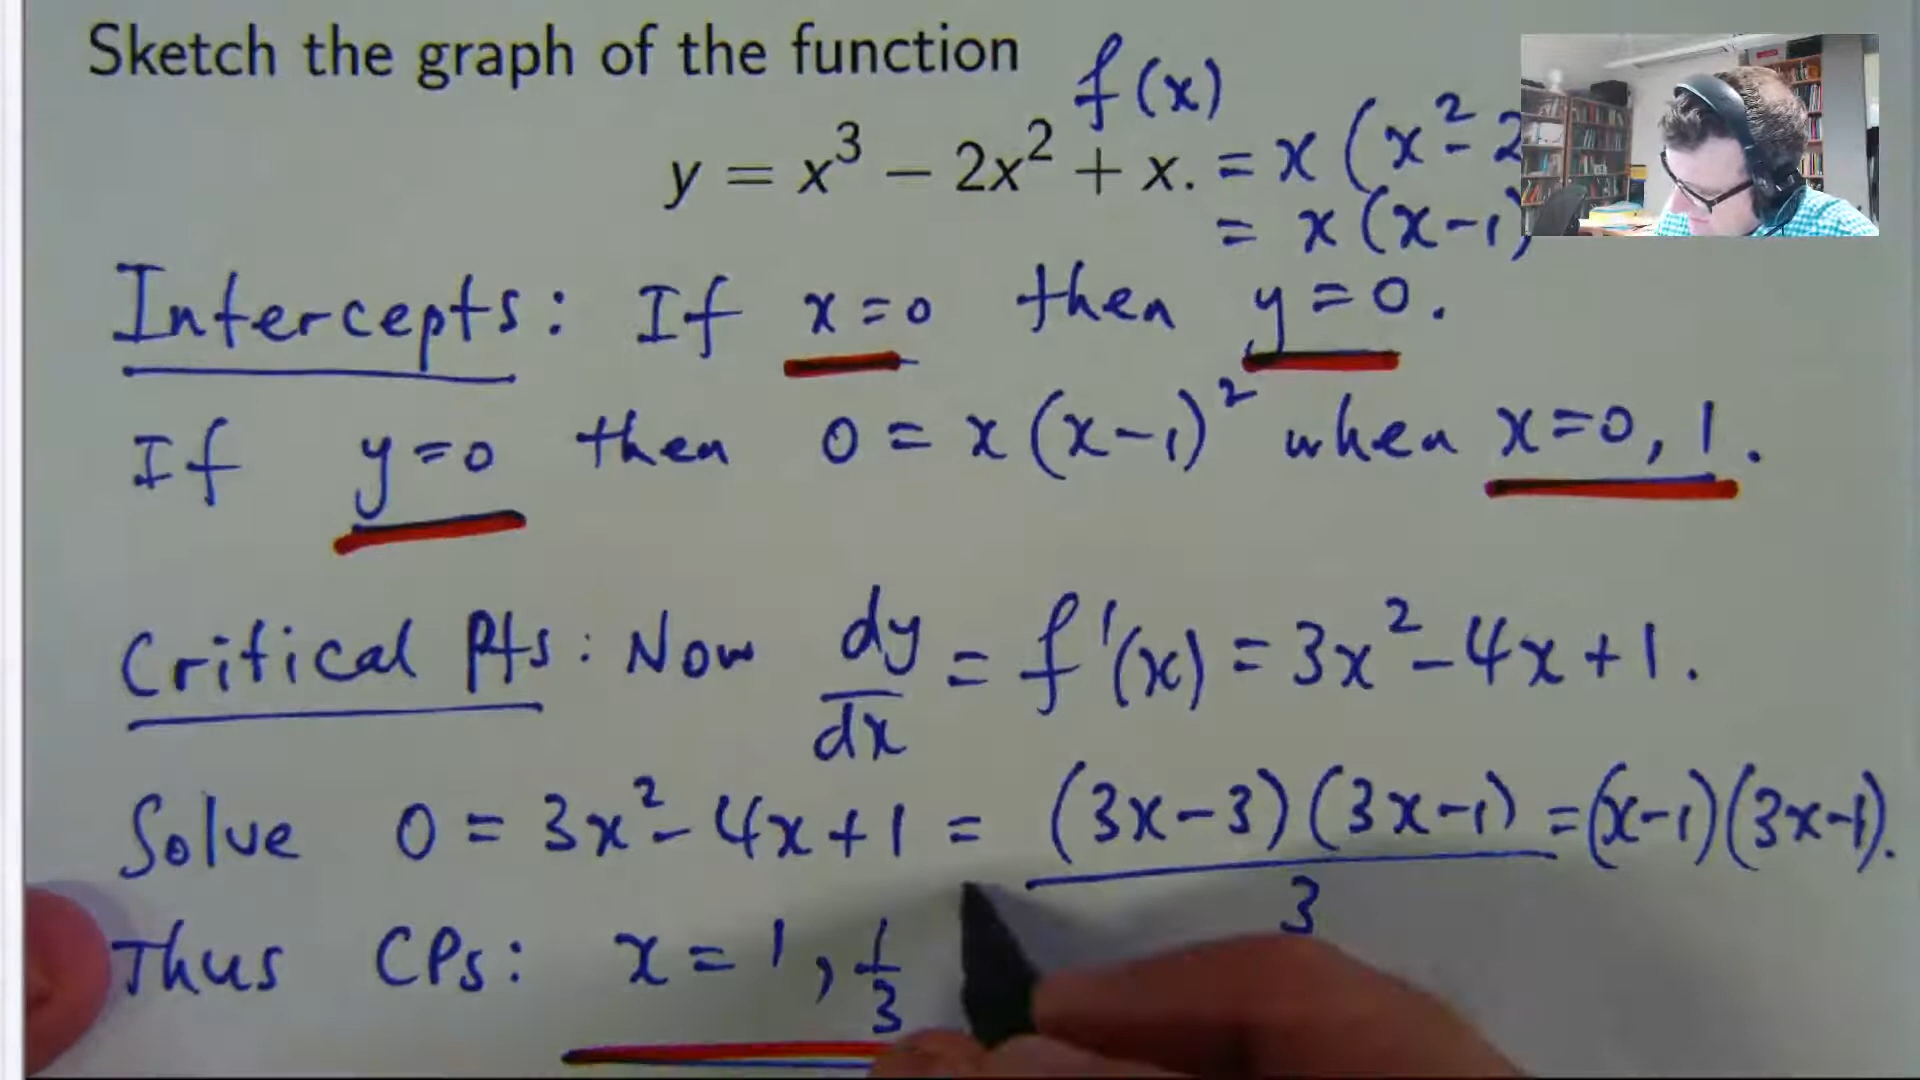 Sketch the graph of the function
f(x)
y = x³ − 2x² + x. = x(x² - 2
= x(x-1)
Intercepts: If x=0 then y=0.
If y=0 then 0 = x(x-1)² when x=0, 1.
Critical Pts: Now dy/dx = f'(x) = 3x² - 4x + 1.
Solve 0 = 3x² - 4x + 1 = (3x-3)(3x-1)/3 = (x-1)(3x-1).
Thus CPs: x = 1, 1/3